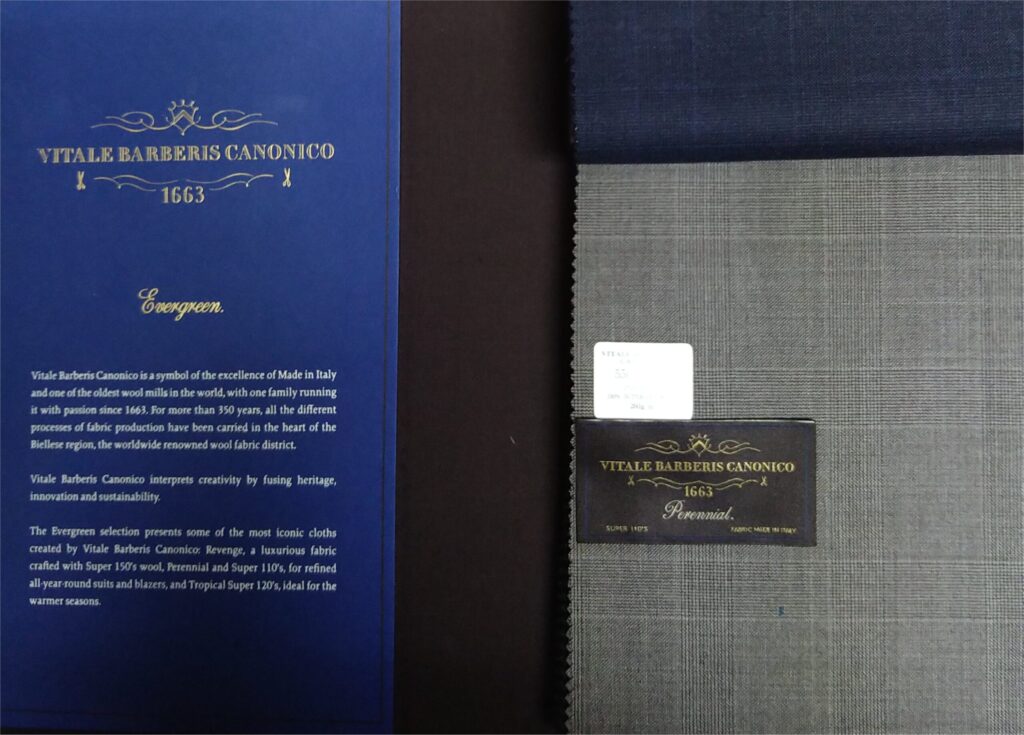 VITALE BARBERIS CANONICO
1663
Evergreen.
Vitale Barberis Canonico is a symbol of the excellence of Made in Italy
and one of the oldest wool mills in the world, with one family running
it with passion since 1663. For more than 350 years, all the different
processes of fabric production have been carried in the heart of the
Biellese region, the worldwide renowned wool fabric district.
Vitale Barberis Canonico interprets creativity by fusing heritage,
innovation and sustainability.
The Evergreen selection presents some of the most iconic cloths
created by Vitale Barberis Canonico: Revenge, a luxurious fabric
crafted with Super 150's wool, Perennial and Super 110's, for refined
all-year-round suits and blazers, and Tropical Super 120's, ideal for the
warmer seasons.
VITALE
VITALE BARBERIS CANONICO
1663
Perennial.
SUPER 110'S FABRIC MADE IN ITALY